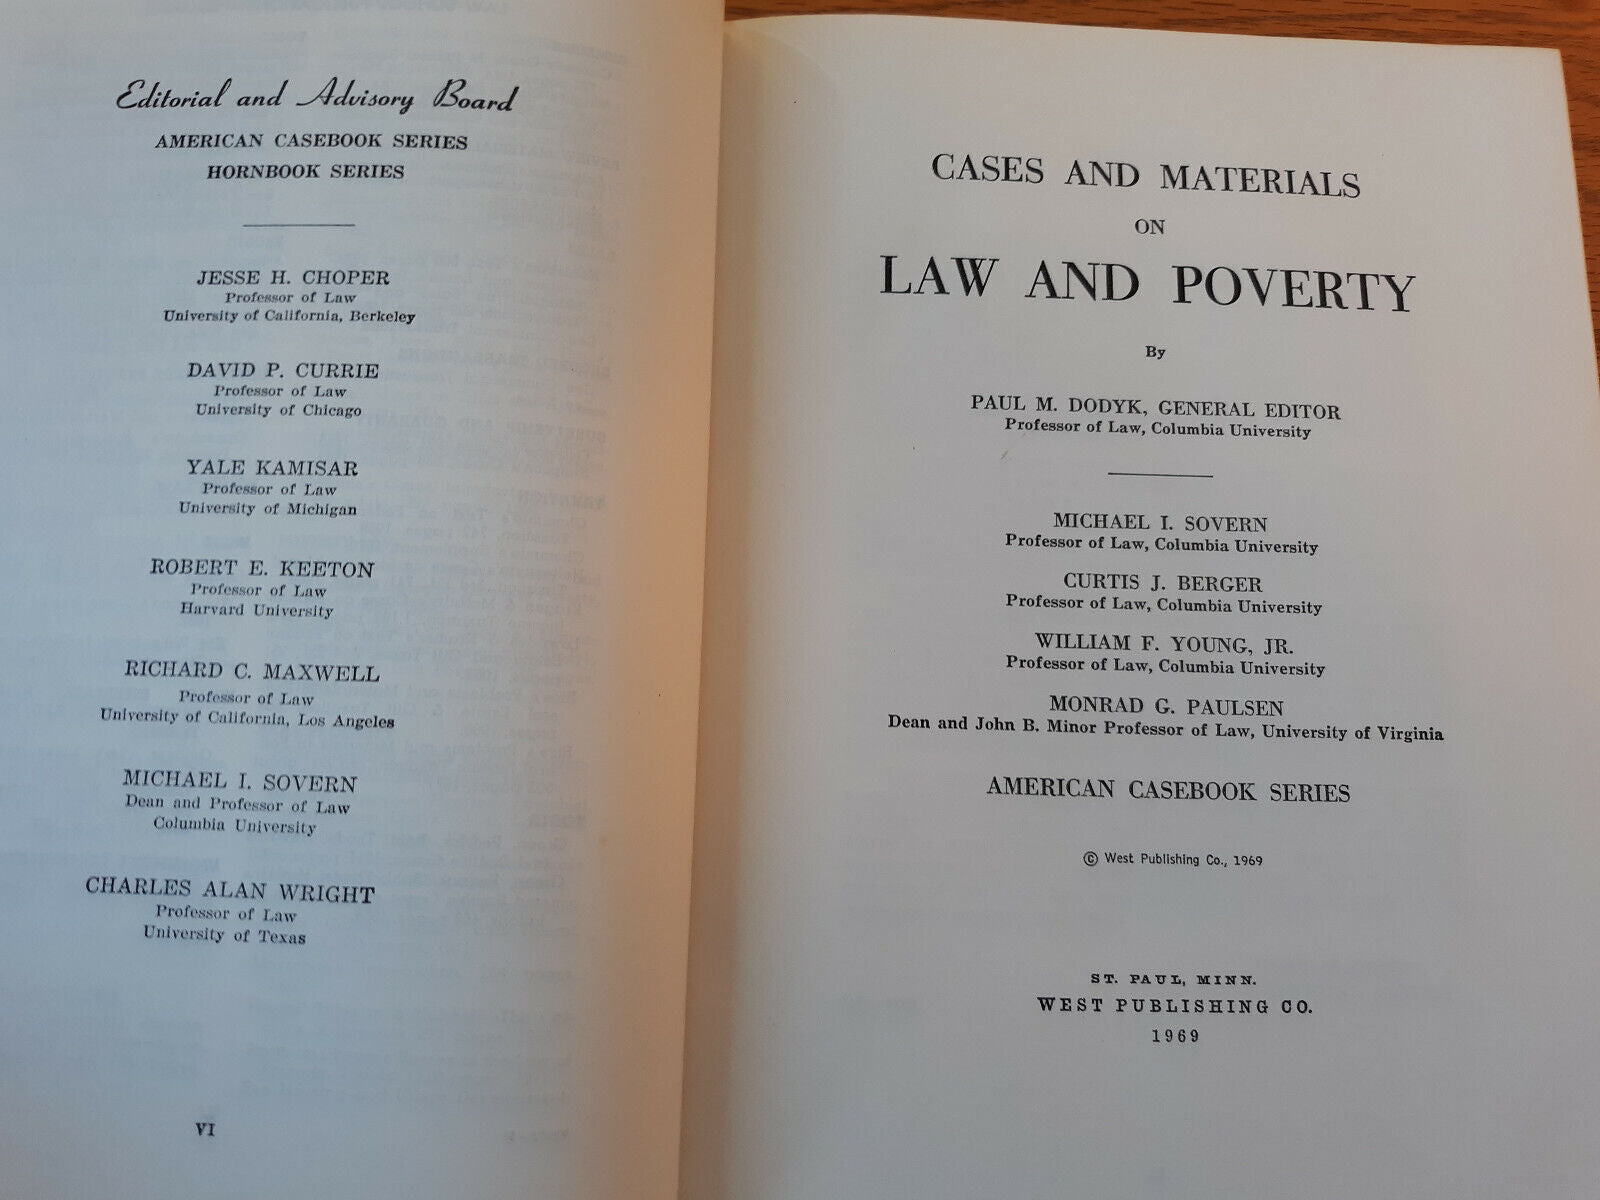 Editorial and Advisory Board
AMERICAN CASEBOOK SERIES
HORNBOOK SERIES
JESSE H. CHOPER
Professor of Law
University of California, Berkeley
DAVID P. CURRIE
Professor of Law
University of Chicago
YALE KAMISAR
Professor of Law
University of Michigan
ROBERT E. KEETON
Professor of Law
Harvard University
RICHARD C. MAXWELL
Professor of Law
University of California, Los Angeles
MICHAEL I. SOVERN
Dean and Professor of Law
Columbia University
CHARLES ALAN WRIGHT
Professor of Law
University of Texas
VI
CASES AND MATERIALS
ON
LAW AND POVERTY
By
PAUL M. DODYK, GENERAL EDITOR
Professor of Law, Columbia University
MICHAEL I. SOVERN
Professor of Law, Columbia University
CURTIS J. BERGER
Professor of Law, Columbia University
WILLIAM F. YOUNG, JR.
Professor of Law, Columbia University
MONRAD G. PAULSEN
Dean and John B. Minor Professor of Law, University of Virginia
AMERICAN CASEBOOK SERIES
© West Publishing Co., 1969
ST. PAUL, MINN.
WEST PUBLISHING CO.
1969